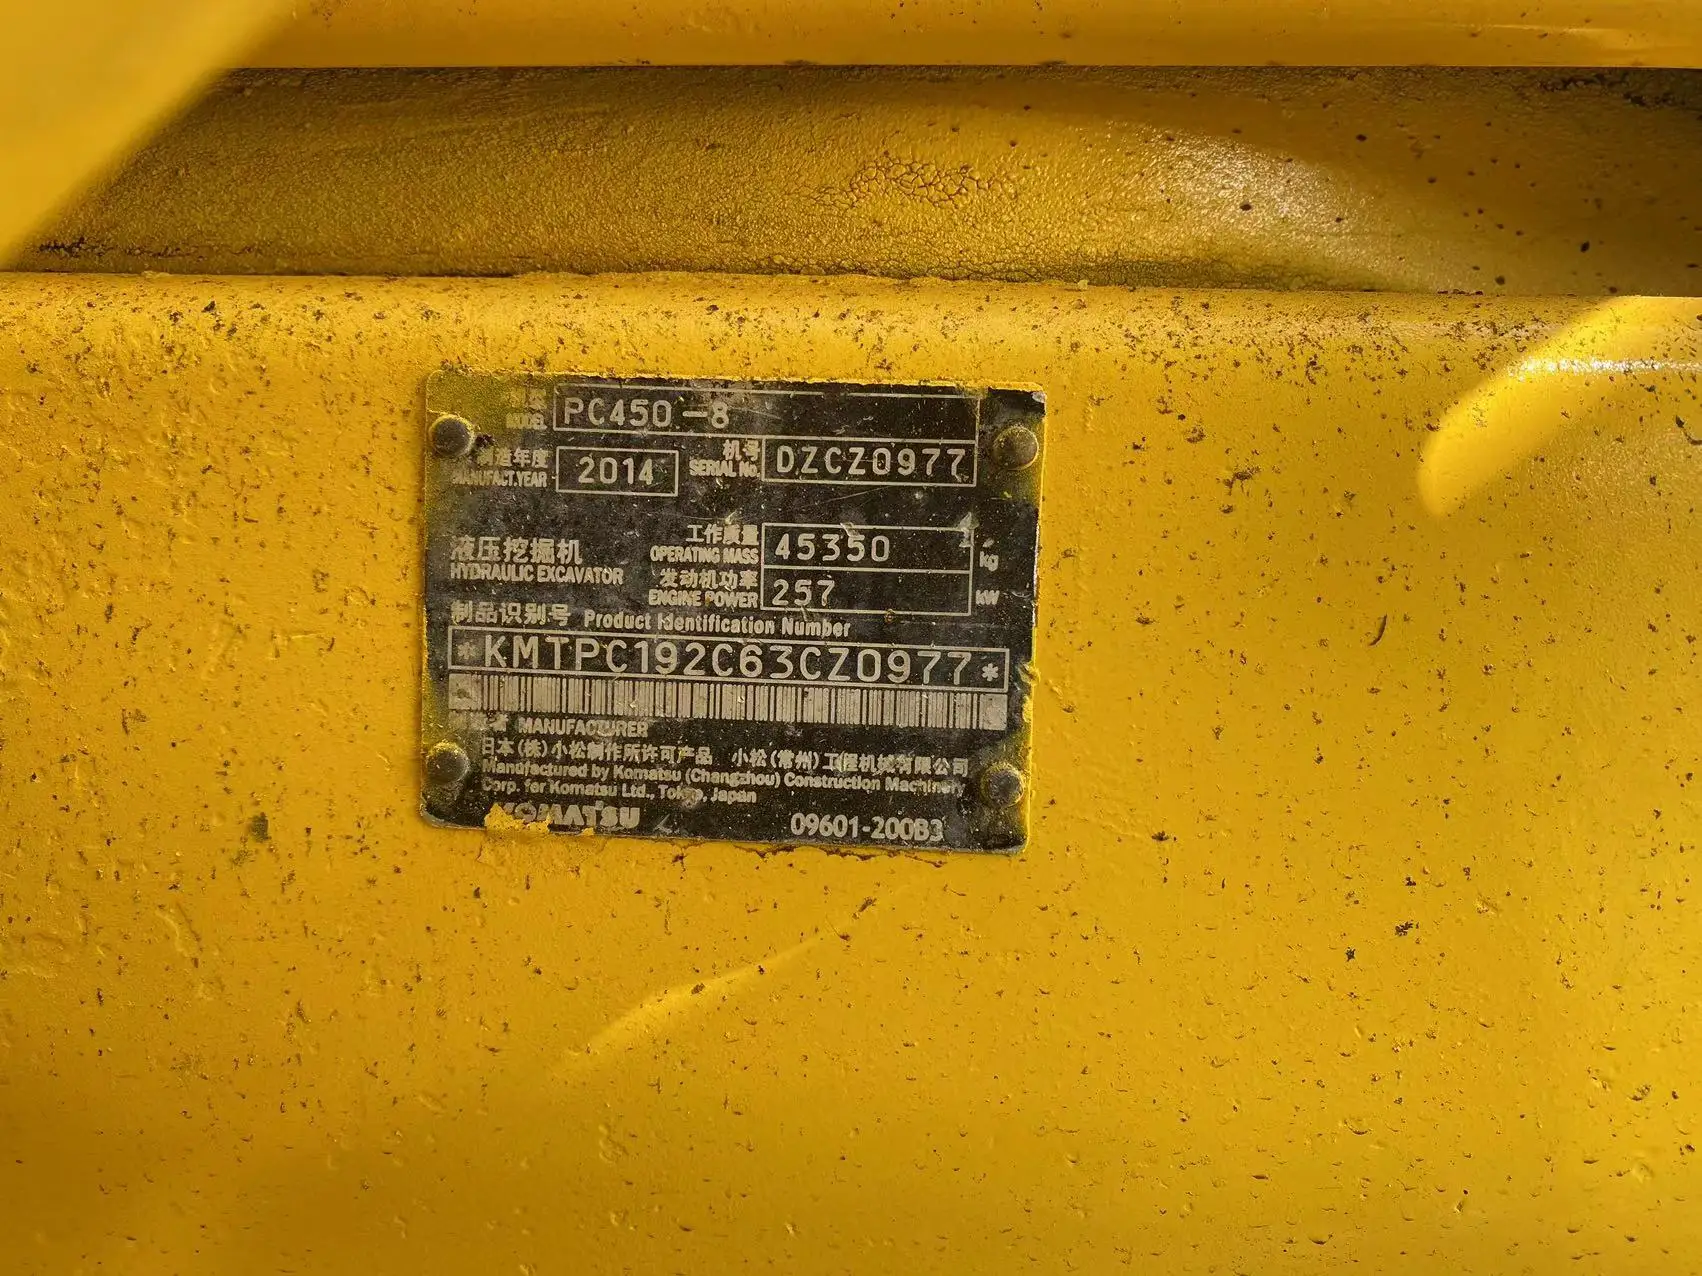 MODEL PC450-8
制造年度 机号
MANUFACT.YEAR 2014 SERIAL No. DZCZ0977
工作质量
液压挖掘机 OPERATING MASS 45350 kg
HYDRAULIC EXCAVATOR 发动机功率
ENGINE POWER 257 kW
制品识别号 Product Identification Number
*KMTPC192C63CZ0977*
MANUFACTURER
日本(株)小松制作所许可产品 小松(常州)工程机械有限公司
Manufactured by Komatsu (Changzhou) Construction Machinery
Corp. for Komatsu Ltd., Tokyo, Japan
KOMATSU 09601-200B3